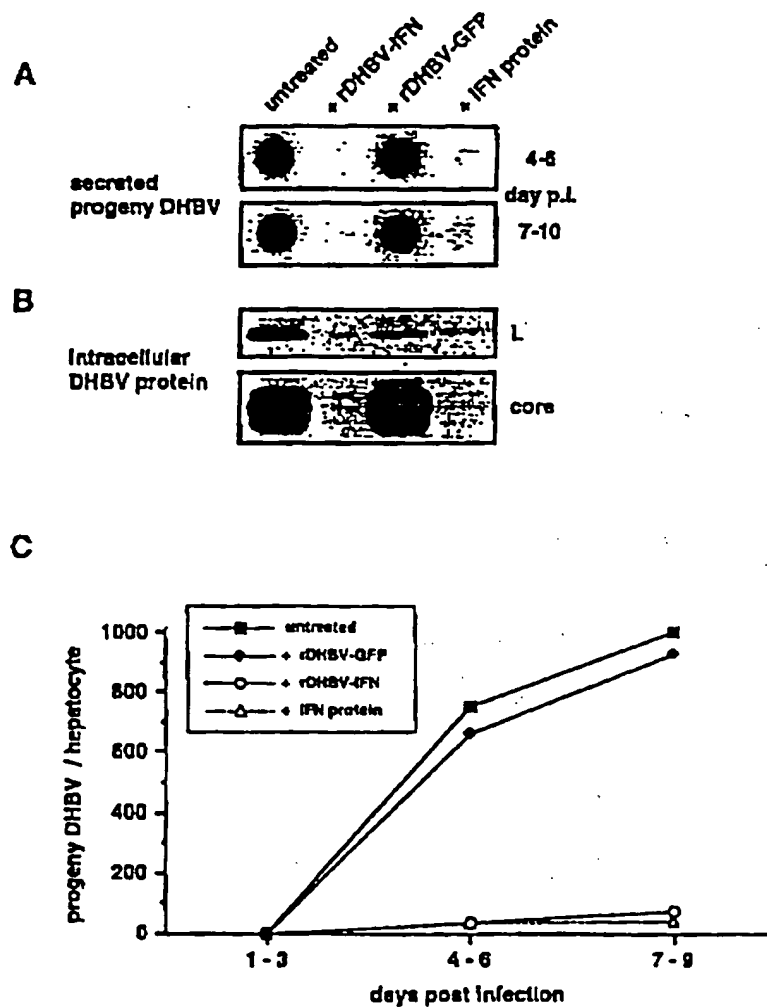 A
untreated
+ rDHBV-IFN
+ rDHBV-GFP
+ IFN protein
secreted
progeny DHBV
4-6
day p.i.
7-10
B
Intracellular
DHBV protein
L
core
C
untreated
+ rDHBV-GFP
+ rDHBV-IFN
+ IFN protein
1000
800
600
400
200
0
progeny DHBV / hepatocyte
1 - 3
4 - 6
7 - 9
days post infection